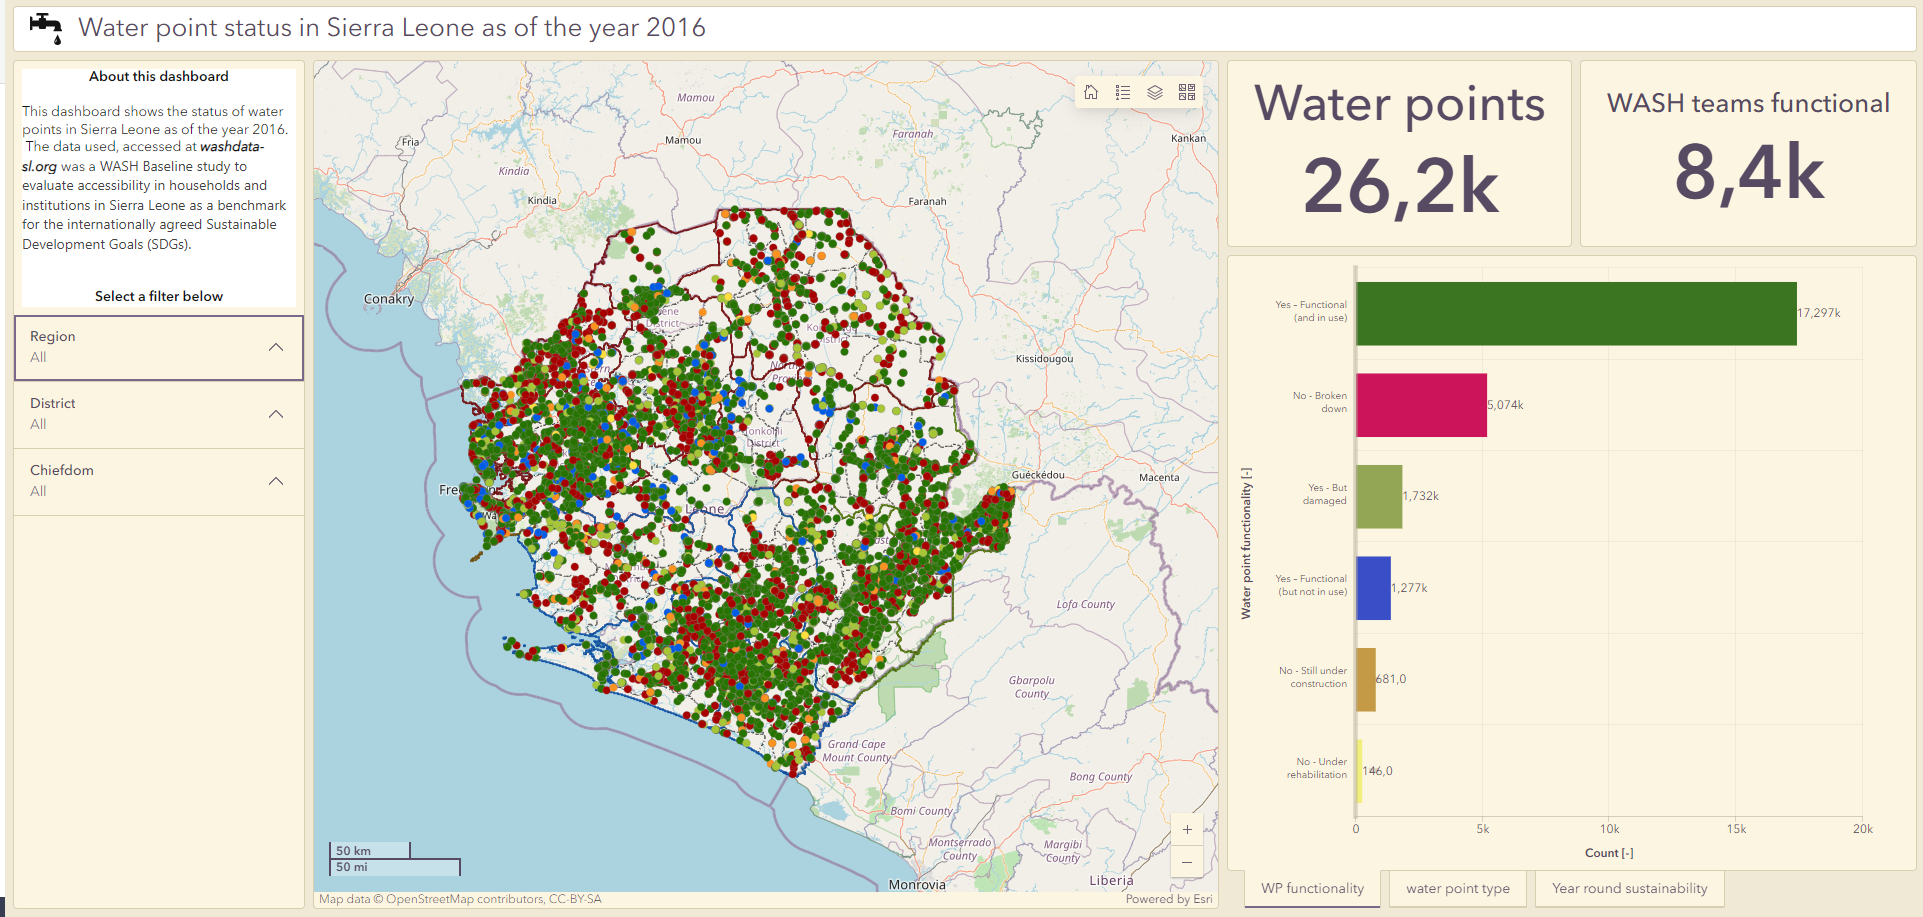 Water point status in Sierra Leone as of the year 2016
About this dashboard
This dashboard shows the status of water
points in Sierra Leone as of the year 2016.
The data used, accessed at washdata-
sl.org was a WASH Baseline study to
evaluate accessibility in households and
institutions in Sierra Leone as a benchmark
for the internationally agreed Sustainable
Development Goals (SDGs).
Select a filter below
Region
All
District
All
Chiefdom
All
Mamou
Fria
Mamou
Faranah
Kankan
Kindia
Kindia
Faranah
Conakry
District
Kissidougou
District
Guéckédou
Macenta
Leone
Lofa County
Gbarpolu
County
Grand Cape
Mount County
Bong County
Bomi County
Montserrado
County
Margibi
County
Monrovia
Liberia
50 km
50 mi
+
−
Map data © OpenStreetMap contributors, CC-BY-SA
Powered by Esri
Water points
26,2k
WASH teams functional
8,4k
Water point functionality [-]
Yes – Functional
(and in use)
17,297k
No - Broken
down
5,074k
Yes - But
damaged
1,732k
Yes – Functional
(but not in use)
1,277k
No - Still under
construction
681,0
No - Under
rehabilitation
146,0
0
5k
10k
15k
20k
Count [-]
WP functionality
water point type
Year round sustainability